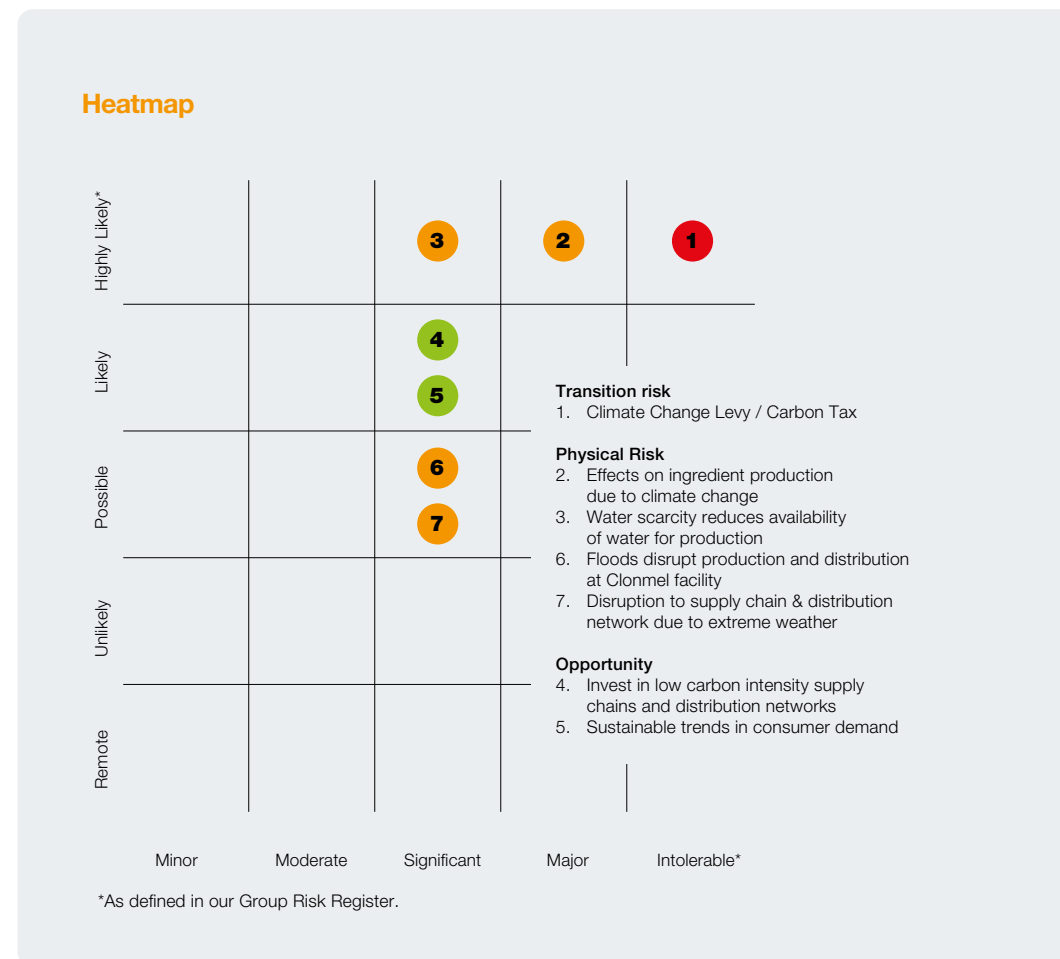 Heatmap
Highly Likely*
3
2
1
Likely
4
5
Possible
6
7
Unlikely
Remote
Transition risk
1. Climate Change Levy / Carbon Tax
Physical Risk
2. Effects on ingredient production
due to climate change
3. Water scarcity reduces availability
of water for production
6. Floods disrupt production and distribution
at Clonmel facility
7. Disruption to supply chain & distribution
network due to extreme weather
Opportunity
4. Invest in low carbon intensity supply
chains and distribution networks
5. Sustainable trends in consumer demand
Minor
Moderate
Significant
Major
Intolerable*
*As defined in our Group Risk Register.